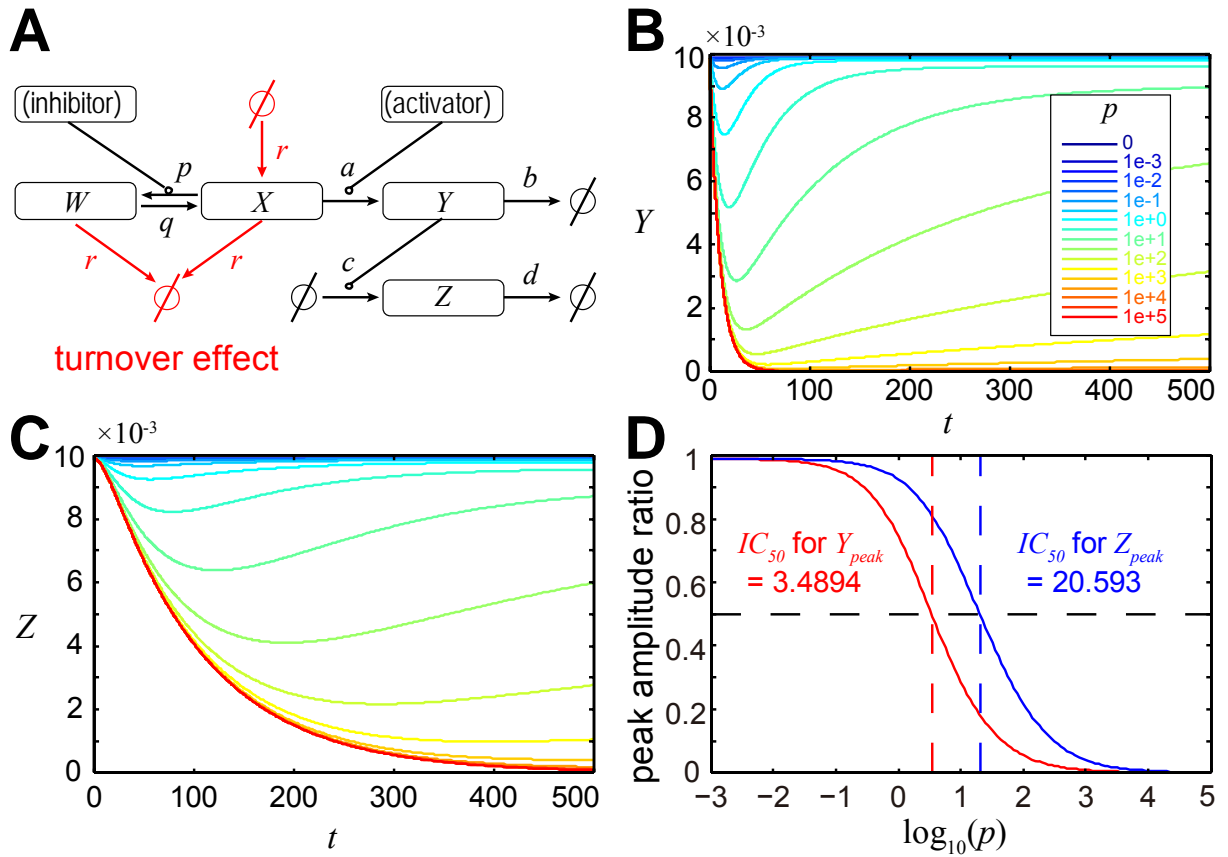 A
(inhibitor)
(activator)
r
p
a
b
W
X
Y
q
r
r
c
d
Z
turnover effect
B
×10⁻³
10
8
6
4
2
0
Y
0
100
200
300
400
500
t
p
0
1e-3
1e-2
1e-1
1e+0
1e+1
1e+2
1e+3
1e+4
1e+5
C
×10⁻³
10
8
6
4
2
0
Z
0
100
200
300
400
500
t
D
peak amplitude ratio
1
0.8
0.6
0.4
0.2
0
IC₅₀ for Y_peak
= 3.4894
IC₅₀ for Z_peak
= 20.593
−3
−2
−1
0
1
2
3
4
5
log₁₀(p)